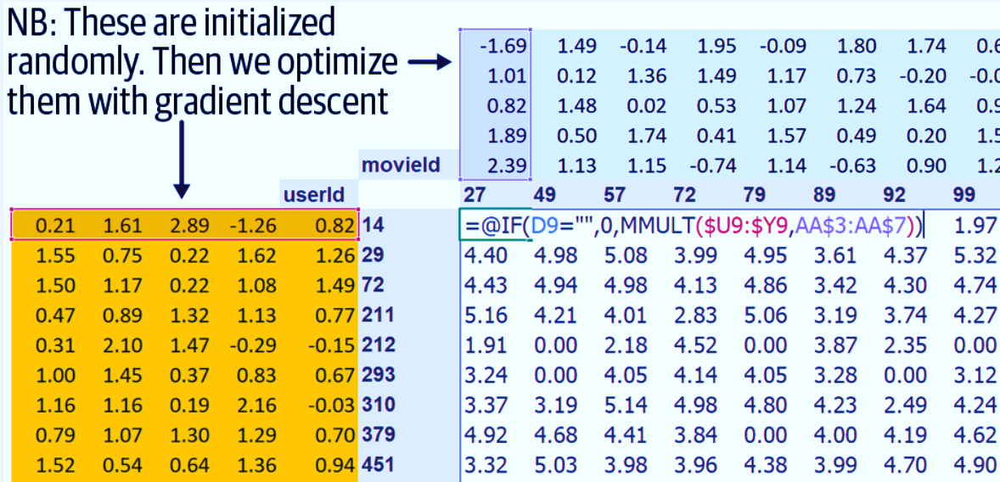 NB: These are initialized
randomly. Then we optimize
them with gradient descent
-1.69 1.49 -0.14 1.95 -0.09 1.80 1.74
1.01 0.12 1.36 1.49 1.17 0.73 -0.20
0.82 1.48 0.02 0.53 1.07 1.24 1.64
1.89 0.50 1.74 0.41 1.57 0.49 0.20
movieId 2.39 1.13 1.15 -0.74 1.14 -0.63 0.90
userId 27 49 57 72 79 89 92 99
0.21 1.61 2.89 -1.26 0.82 14 =@IF(D9="",0,MMULT($U9:$Y9,AA$3:AA$7)) 1.97
1.55 0.75 0.22 1.62 1.26 29 4.40 4.98 5.08 3.99 4.95 3.61 4.37 5.32
1.50 1.17 0.22 1.08 1.49 72 4.43 4.94 4.98 4.13 4.86 3.42 4.30 4.74
0.47 0.89 1.32 1.13 0.77 211 5.16 4.21 4.01 2.83 5.06 3.19 3.74 4.27
0.31 2.10 1.47 -0.29 -0.15 212 1.91 0.00 2.18 4.52 0.00 3.87 2.35 0.00
1.00 1.45 0.37 0.83 0.67 293 3.24 0.00 4.05 4.14 4.05 3.28 0.00 3.12
1.16 1.16 0.19 2.16 -0.03 310 3.37 3.19 5.14 4.98 4.80 4.23 2.49 4.24
0.79 1.07 1.30 1.29 0.70 379 4.92 4.68 4.41 3.84 0.00 4.00 4.19 4.62
1.52 0.54 0.64 1.36 0.94 451 3.32 5.03 3.98 3.96 4.38 3.99 4.70 4.90